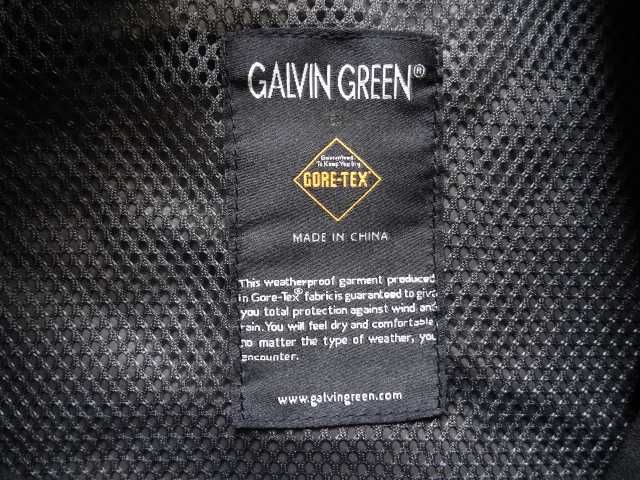 GALVIN GREEN®
Guaranteed
To Keep You Dry
GORE-TEX®
MADE IN CHINA
This weatherproof garment produced
in Gore-Tex® fabric is guaranteed to give
you total protection against wind and
rain. You will feel dry and comfortable,
no matter the type of weather, you
encounter.
www.galvingreen.com